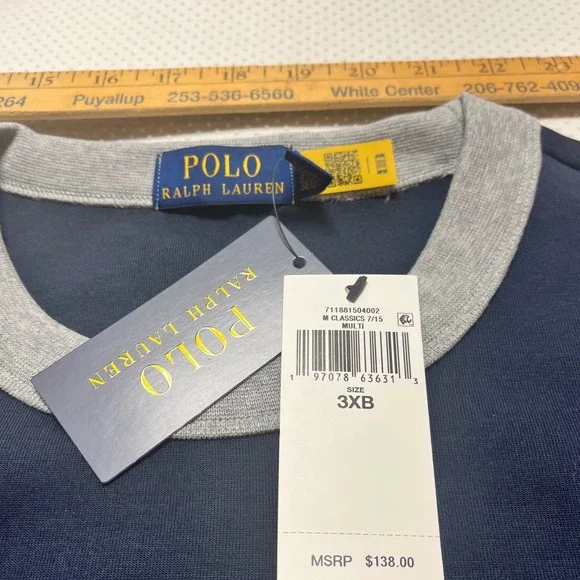 15 16 17 18 19 20 21 22 23
264 Puyallup 253-536-6560 White Center 206-762-409
POLO
RALPH LAUREN
POLO
RALPH LAUREN
711881504002
M CLASSICS 7/15
MULTI
1 97078 63631 3
SIZE
3XB
MSRP $138.00